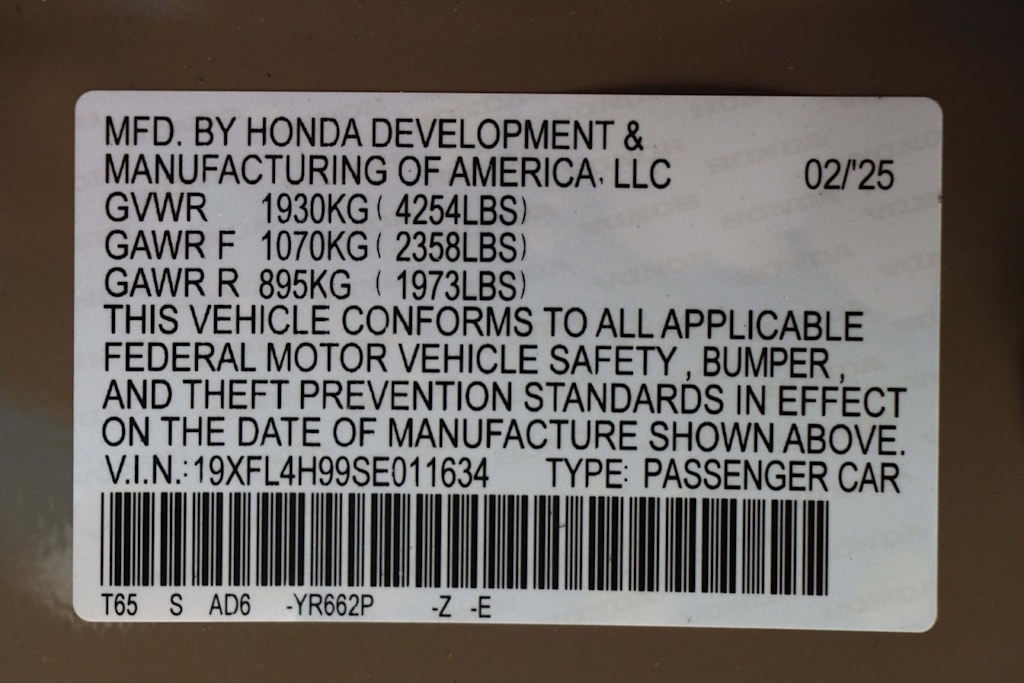 MFD. BY HONDA DEVELOPMENT &
MANUFACTURING OF AMERICA, LLC 02/'25
GVWR 1930KG ( 4254LBS)
GAWR F 1070KG ( 2358LBS)
GAWR R 895KG ( 1973LBS)
THIS VEHICLE CONFORMS TO ALL APPLICABLE
FEDERAL MOTOR VEHICLE SAFETY , BUMPER ,
AND THEFT PREVENTION STANDARDS IN EFFECT
ON THE DATE OF MANUFACTURE SHOWN ABOVE.
V.I.N.: 19XFL4H99SE011634 TYPE: PASSENGER CAR
T65 S AD6 -YR662P -Z -E